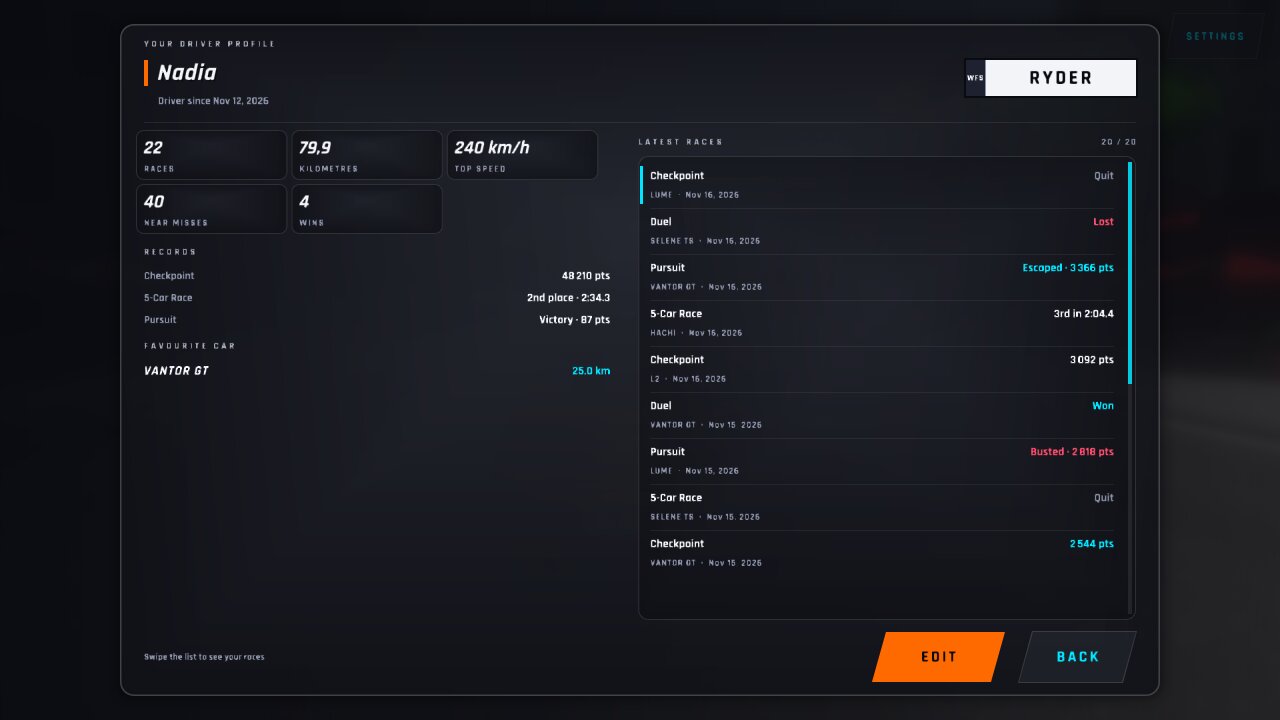 YOUR DRIVER PROFILE
Nadia
Driver since Nov 12, 2026
WFS
RYDER
SETTINGS
22
RACES
79,9
KILOMETRES
240 km/h
TOP SPEED
40
NEAR MISSES
4
WINS
RECORDS
Checkpoint 48 210 pts
5-Car Race 2nd place · 2:34.3
Pursuit Victory · 87 pts
FAVOURITE CAR
VANTOR GT 25.0 km
LATEST RACES 20 / 20
Checkpoint Quit
LUME · Nov 16, 2026
Duel Lost
SELENE TS · Nov 16, 2026
Pursuit Escaped · 3 366 pts
VANTOR GT · Nov 16, 2026
5-Car Race 3rd in 2:04.4
HACHI · Nov 16, 2026
Checkpoint 3 092 pts
L2 · Nov 16, 2026
Duel Won
VANTOR GT · Nov 15, 2026
Pursuit Busted · 2 818 pts
LUME · Nov 15, 2026
5-Car Race Quit
SELENE TS · Nov 15, 2026
Checkpoint 2 544 pts
VANTOR GT · Nov 15, 2026
Swipe the list to see your races
EDIT
BACK